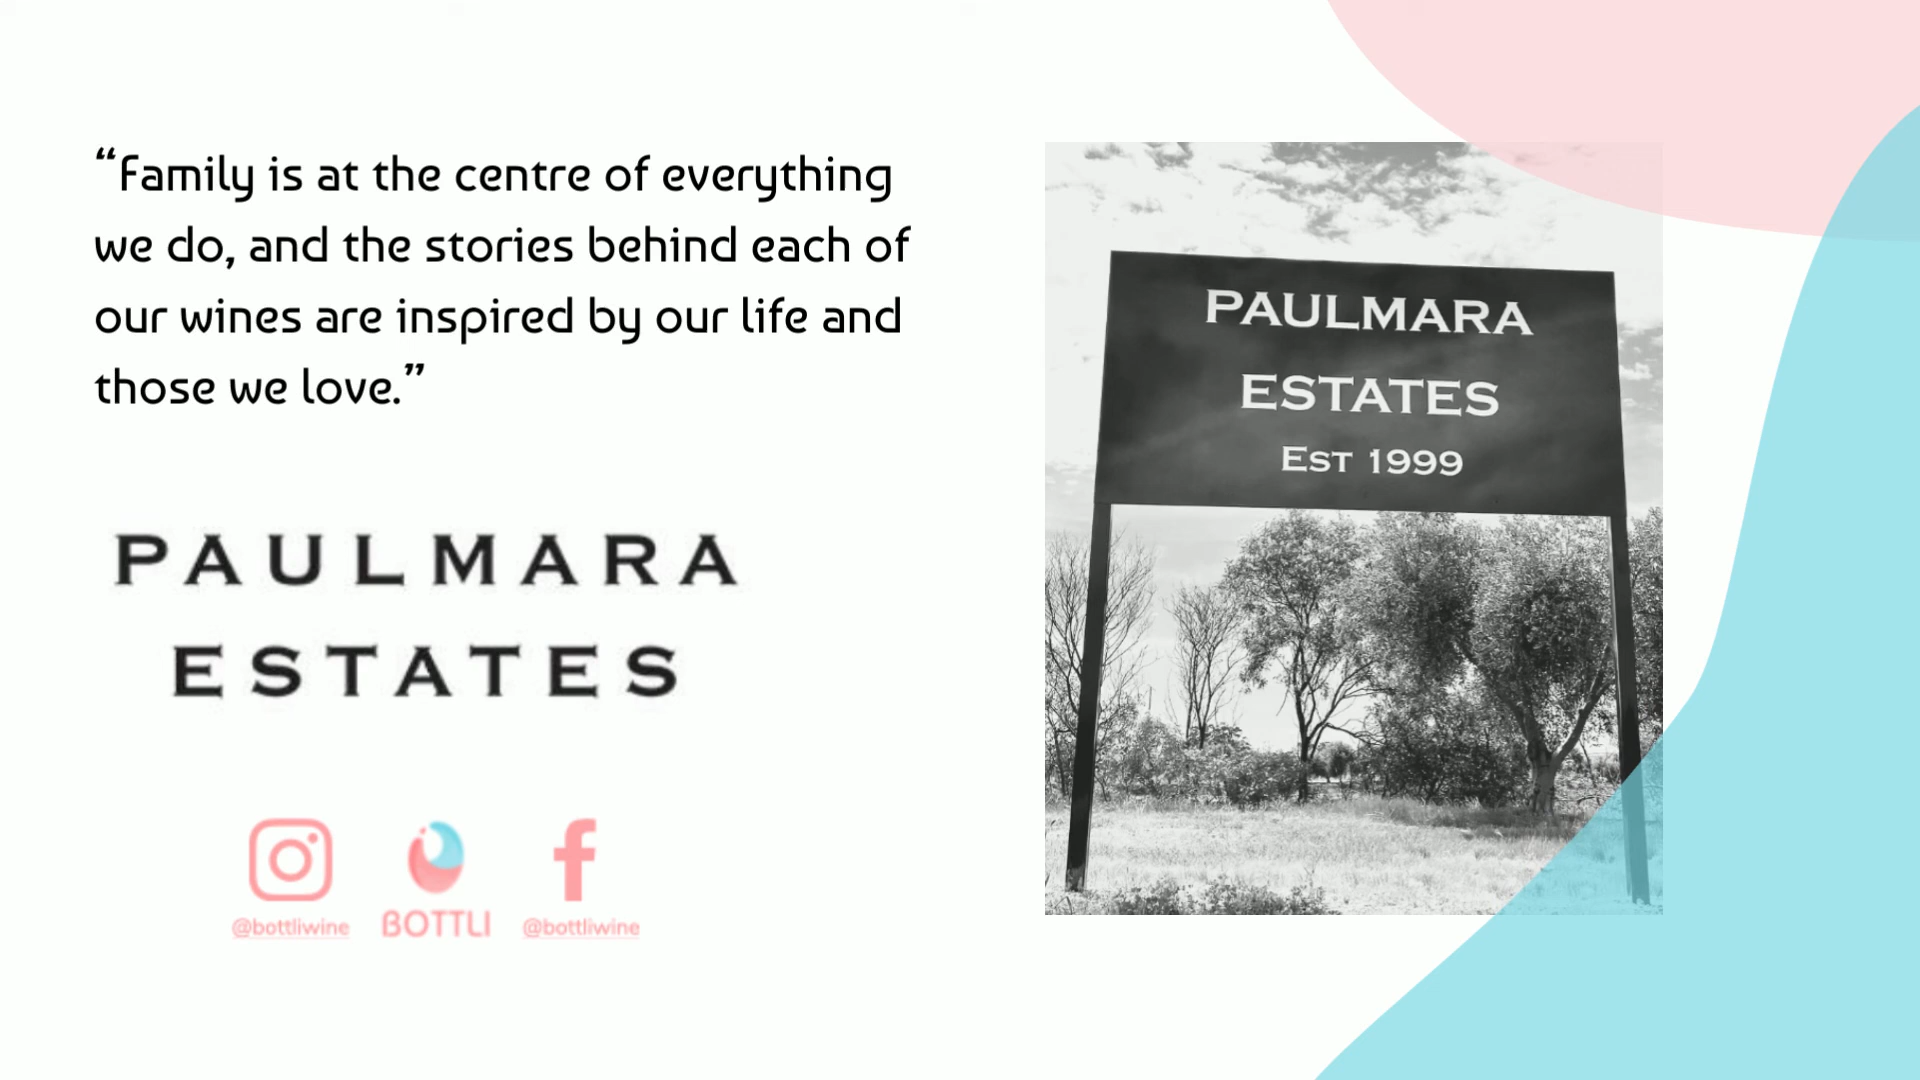 “Family is at the centre of everything
we do, and the stories behind each of
our wines are inspired by our life and
those we love.”
PAULMARA
ESTATES
@bottliwine
BOTTLI
@bottliwine
PAULMARA
ESTATES
EST 1999